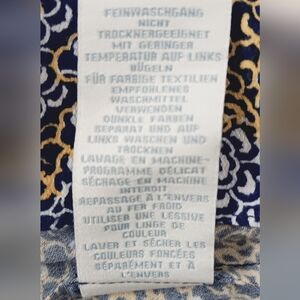 FEINWASCHGANG
NICHT
TROCKNERGEEIGNET
MIT GERINGER
TEMPERATUR AUF LINKS
BÜGELN
FÜR FARBIGE TEXTILIEN
EMPFOHLENES
WASCHMITTEL
VERWENDEN
DUNKLE FARBEN
SEPARAT UND AUF
LINKS WASCHEN UND
TROCKNEN
LAVAGE EN MACHINE-
PROGRAMME DÉLICAT
SÉCHAGE EN MACHINE
INTERDIT
REPASSAGE À L'ENVERS
AU FER FROID
UTILISER UNE LESSIVE
POUR LINGE DE
COULEUR
LAVER ET SÉCHER LES
COULEURS FONCÉES
SÉPARÉMENT ET À
L'ENVERS